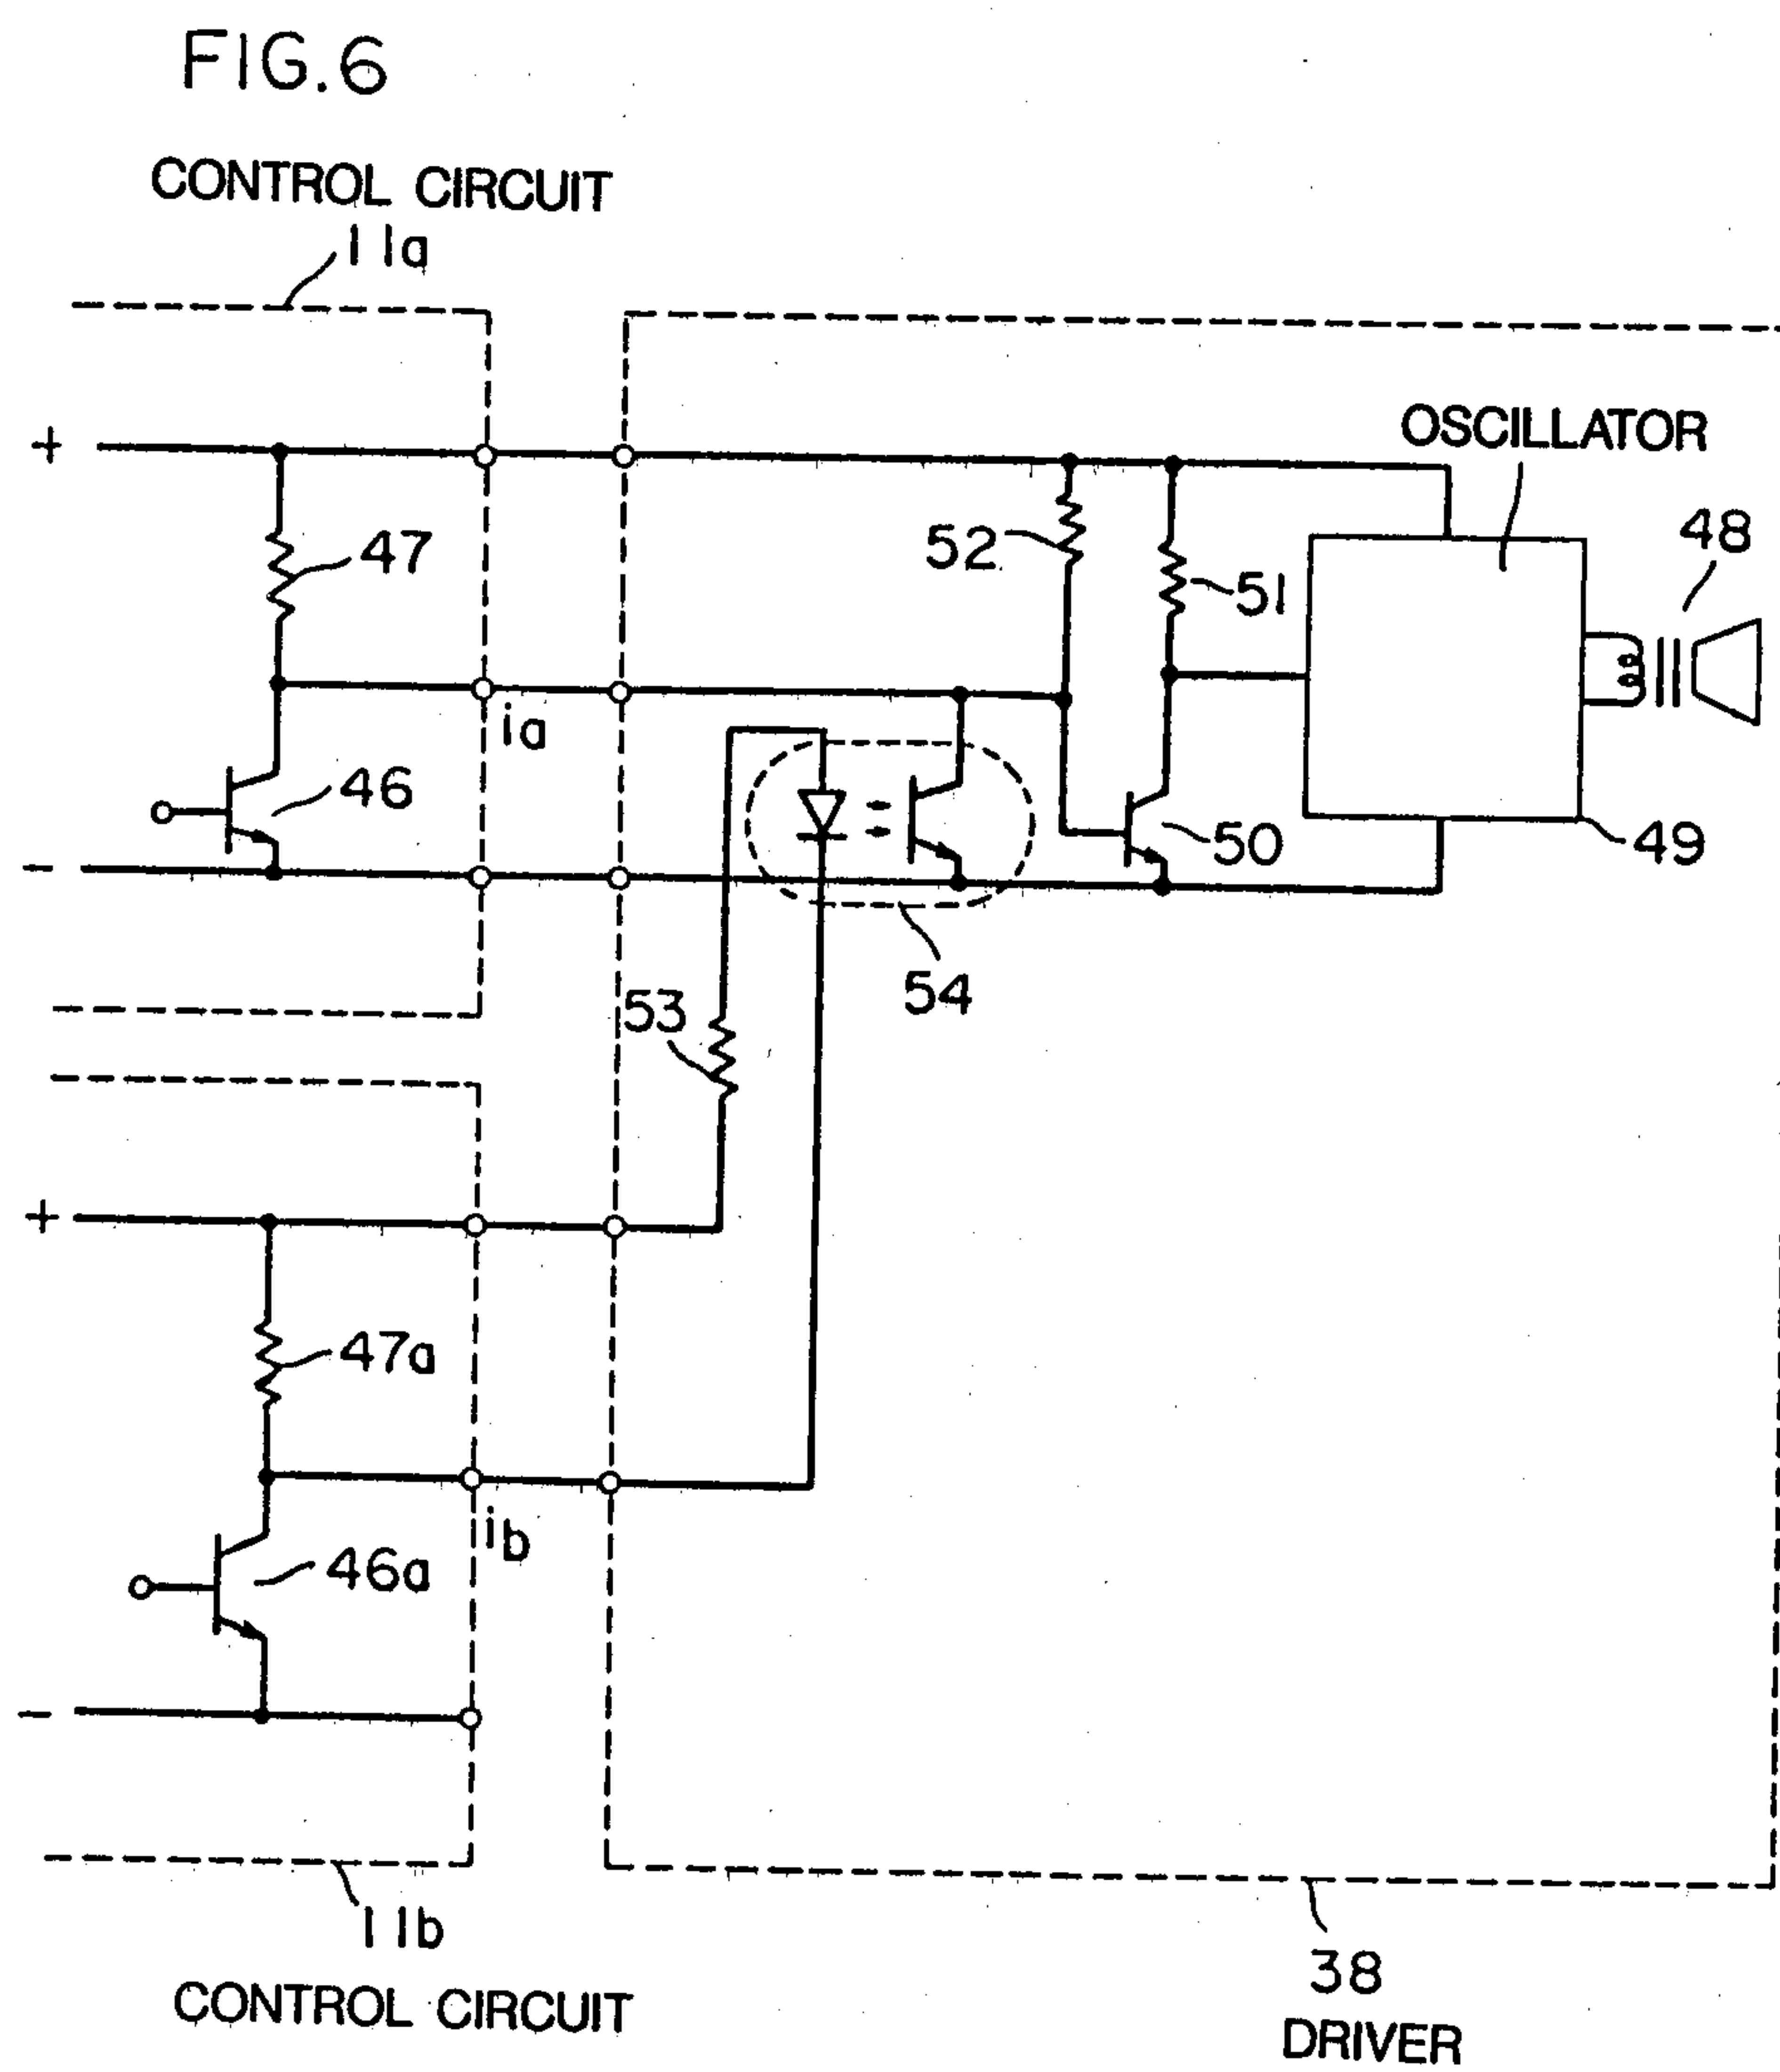 FIG.6
CONTROL CIRCUIT
11a
OSCILLATOR
+
47
52
51
48
ia
46
50
49
-
54
53
+
47a
ib
46a
-
11b
38
CONTROL CIRCUIT
DRIVER